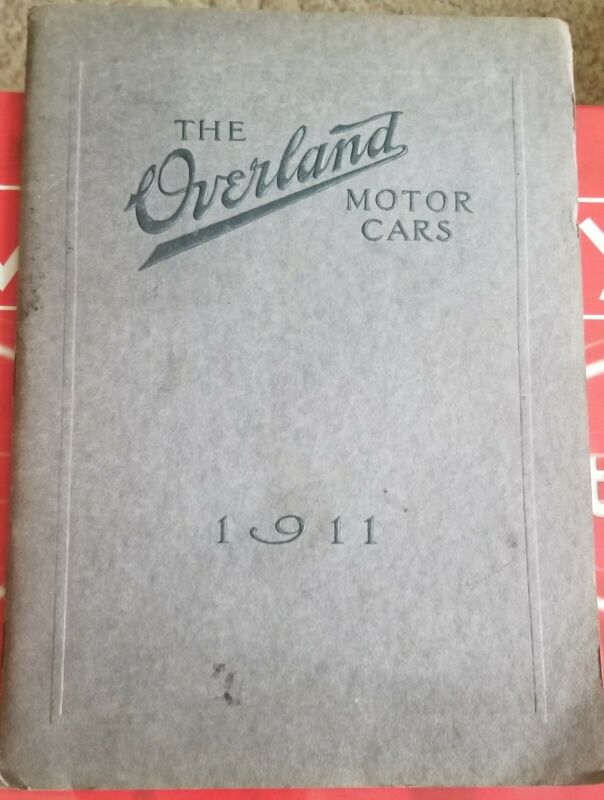 THE
Overland
MOTOR
CARS
1911